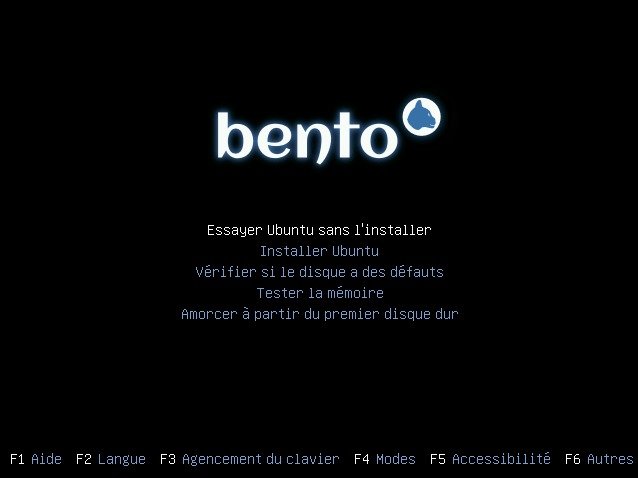 bento
Essayer Ubuntu sans l'installer
Installer Ubuntu
Vérifier si le disque a des défauts
Tester la mémoire
Amorcer à partir du premier disque dur
F1 Aide F2 Langue F3 Agencement du clavier F4 Modes F5 Accessibilité F6 Autres